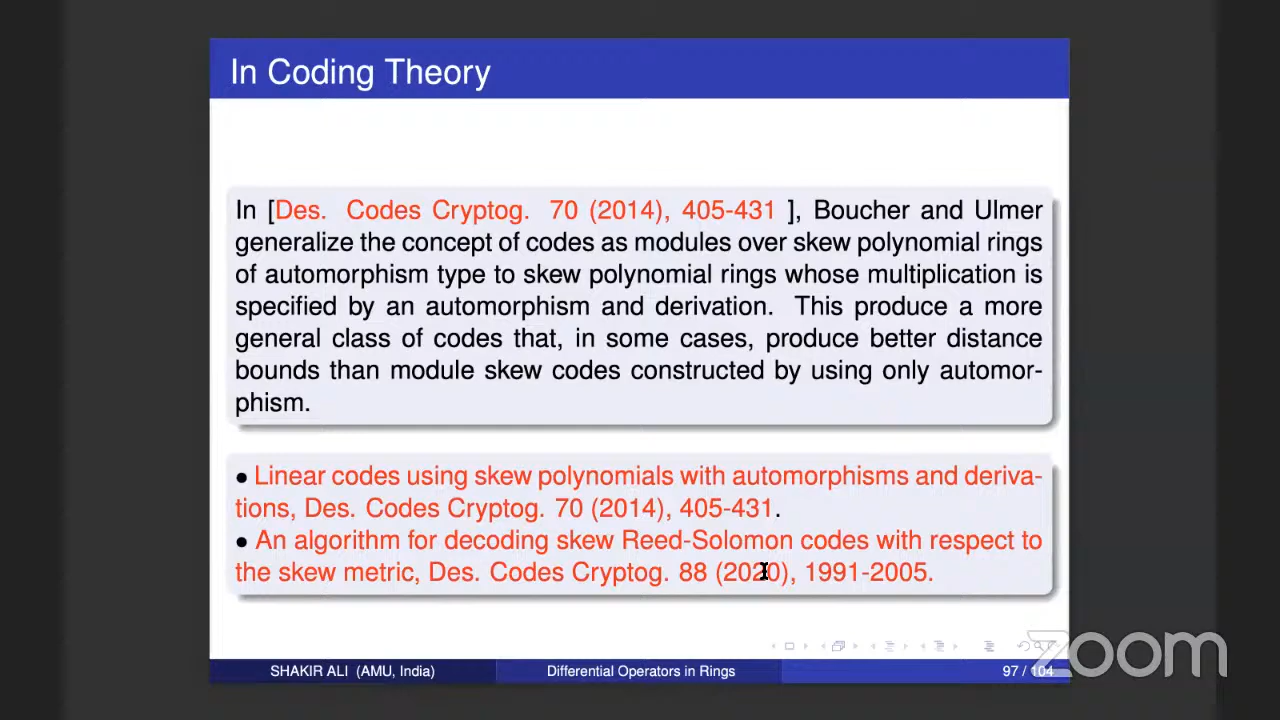 In Coding Theory
In [Des. Codes Cryptog. 70 (2014), 405-431 ], Boucher and Ulmer
generalize the concept of codes as modules over skew polynomial rings
of automorphism type to skew polynomial rings whose multiplication is
specified by an automorphism and derivation. This produce a more
general class of codes that, in some cases, produce better distance
bounds than module skew codes constructed by using only automor-
phism.
• Linear codes using skew polynomials with automorphisms and deriva-
tions, Des. Codes Cryptog. 70 (2014), 405-431.
• An algorithm for decoding skew Reed-Solomon codes with respect to
the skew metric, Des. Codes Cryptog. 88 (2020), 1991-2005.
zoom
SHAKIR ALI (AMU, India) Differential Operators in Rings 97 / 104